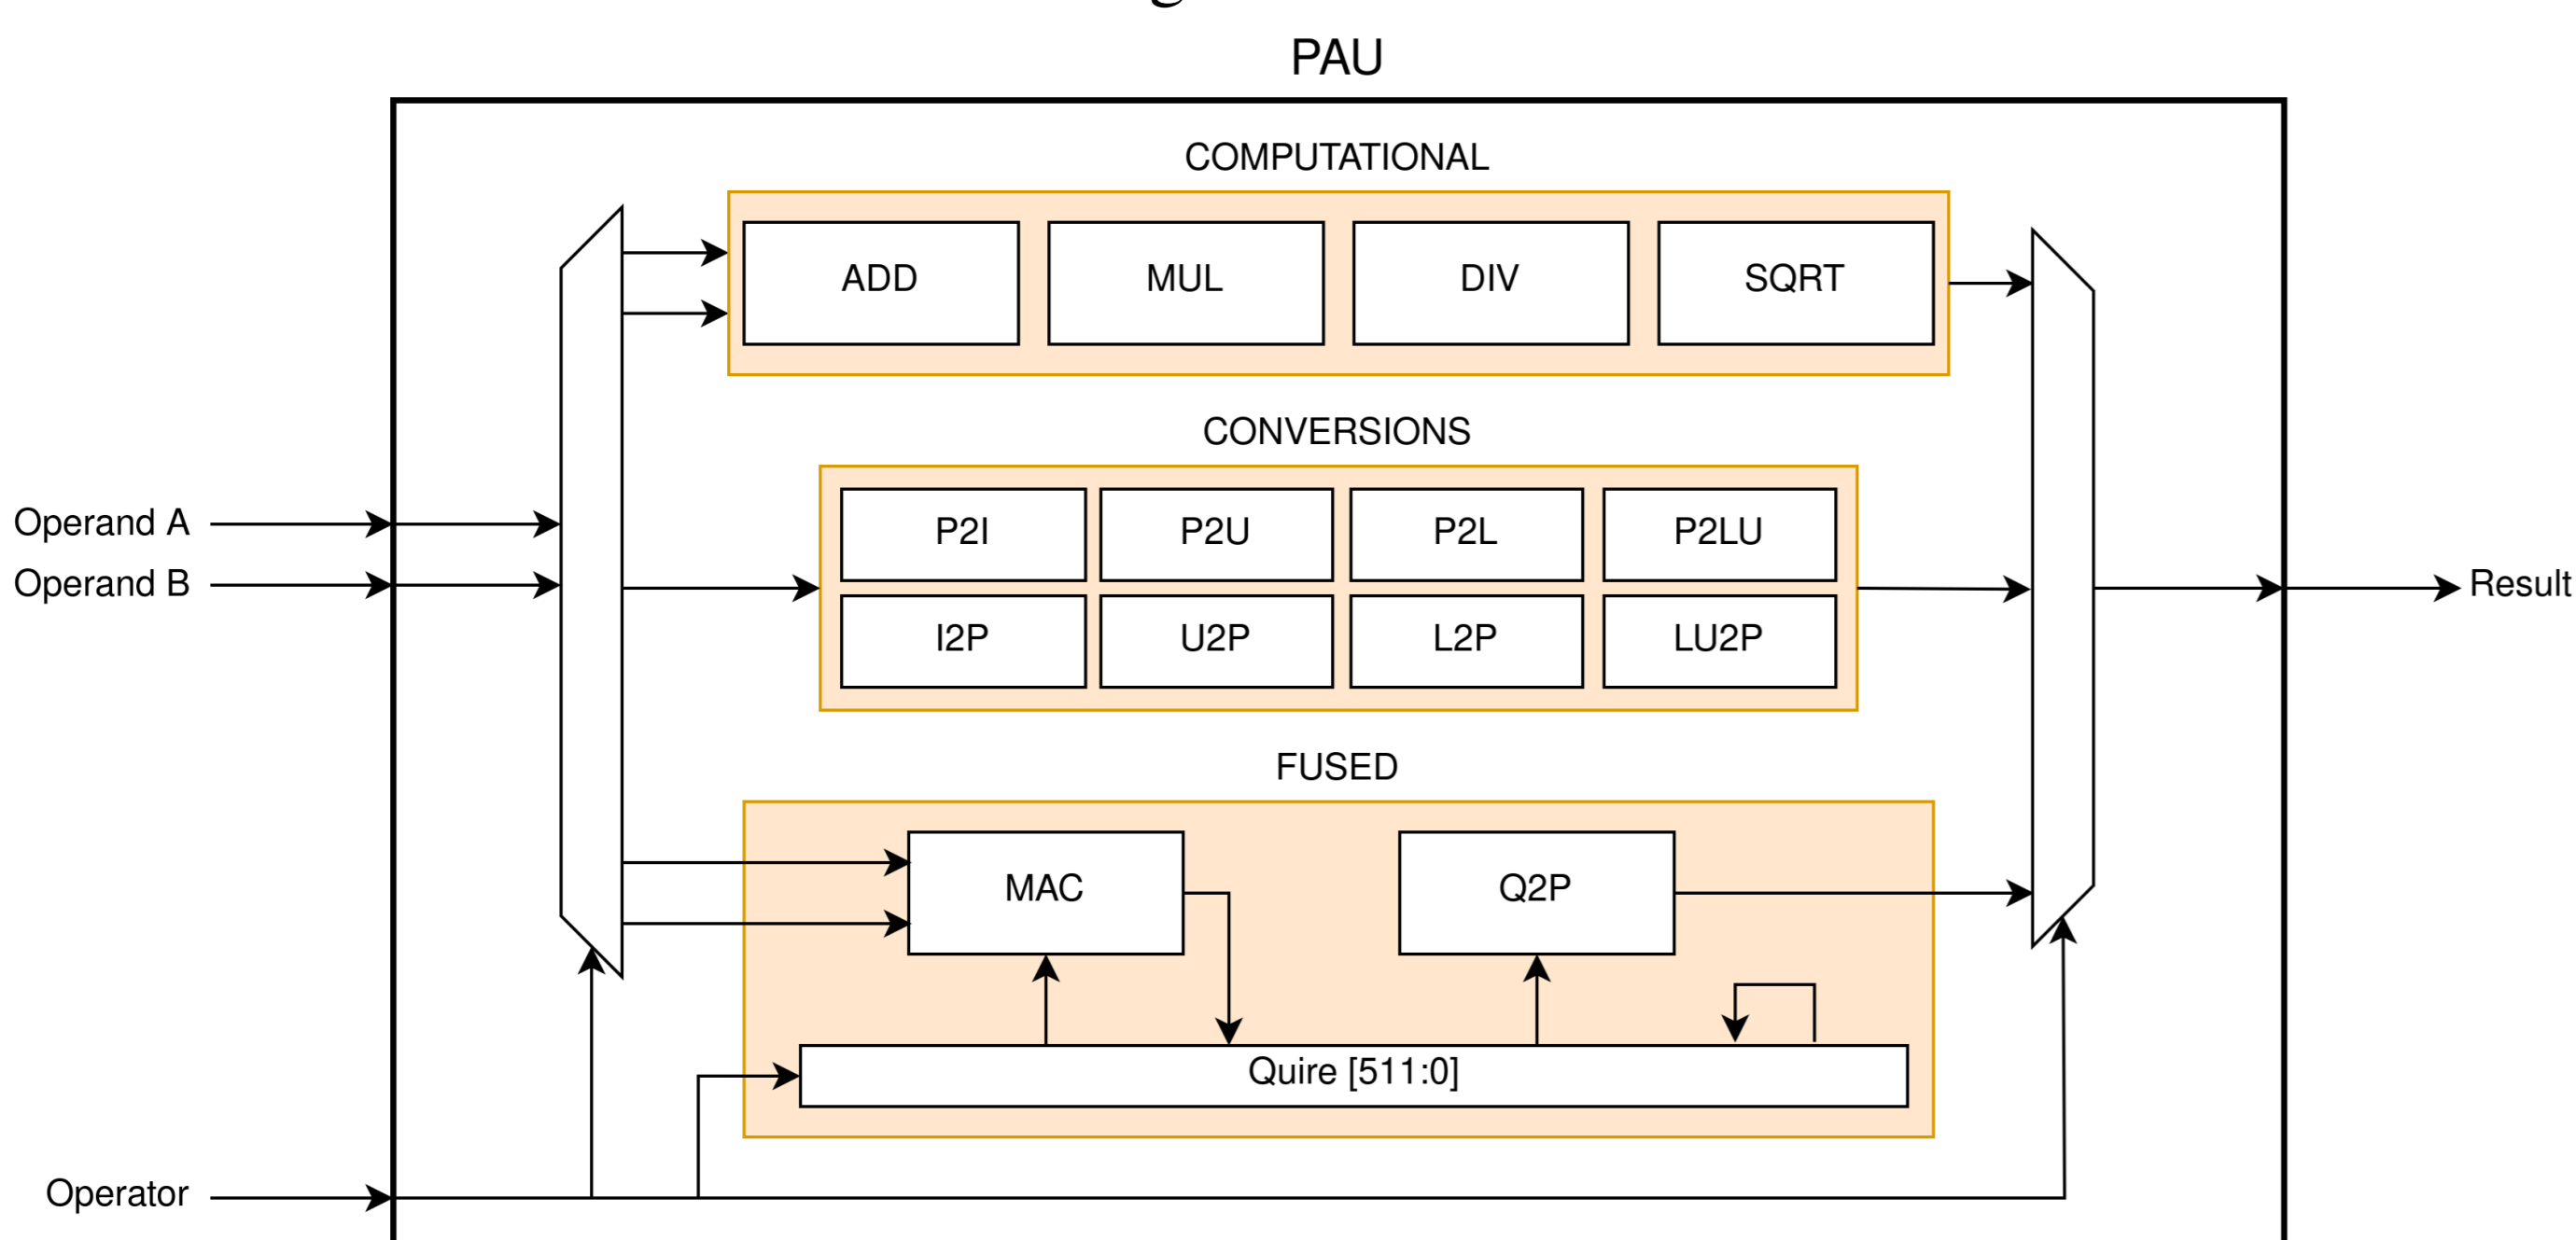 PAU
COMPUTATIONAL
ADD MUL DIV SQRT
CONVERSIONS
P2I P2U P2L P2LU
I2P U2P L2P LU2P
Operand A
Operand B
Result
FUSED
MAC Q2P
Quire [511:0]
Operator